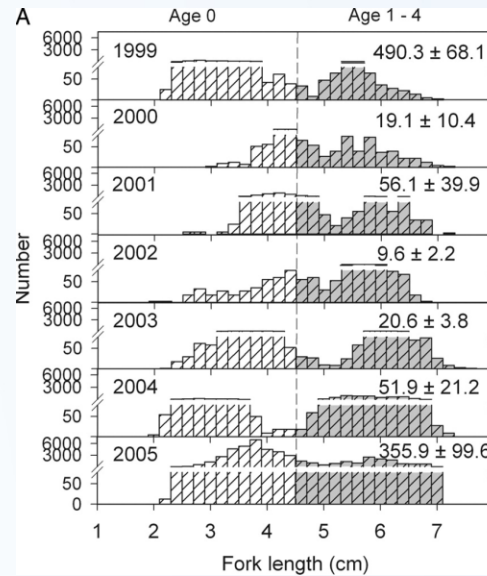 A
Age 0 Age 1 - 4
6000
3000
1999 490.3 ± 68.1
50
6000
3000
2000 19.1 ± 10.4
50
6000
3000
2001 56.1 ± 39.9
50
6000
3000
2002 9.6 ± 2.2
50
6000
3000
2003 20.6 ± 3.8
50
6000
3000
2004 51.9 ± 21.2
50
6000
3000
2005 355.9 ± 99.6
50
0
Number
1 2 3 4 5 6 7
Fork length (cm)